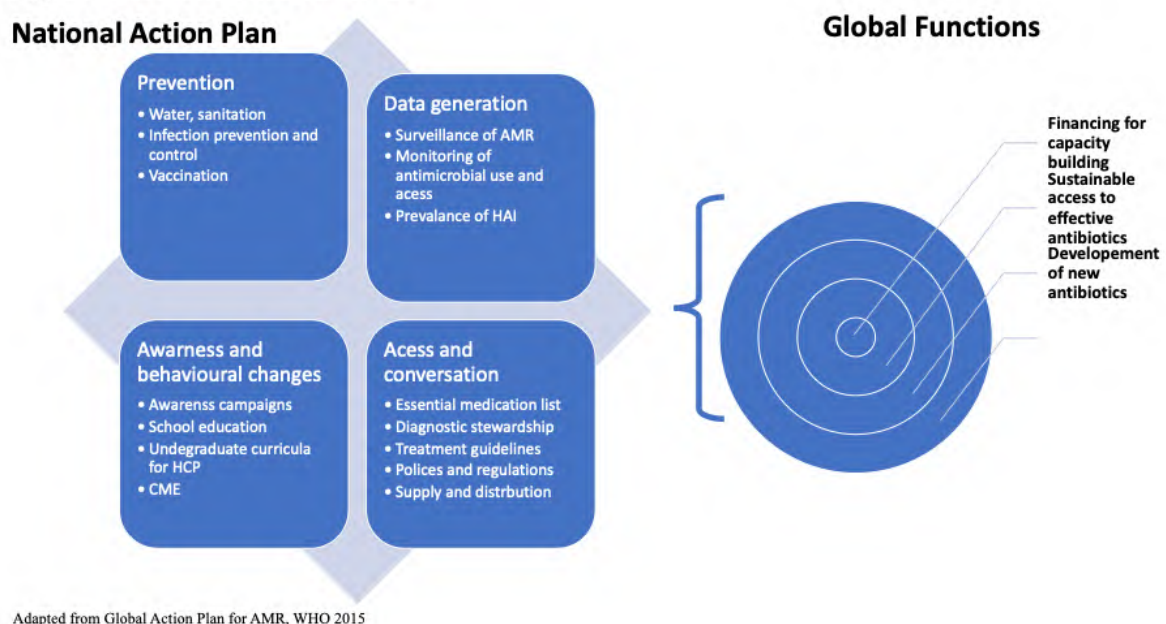 National Action Plan
Prevention
• Water, sanitation
• Infection prevention and
control
• Vaccination
Data generation
• Surveillance of AMR
• Monitoring of
antimicrobial use and
acess
• Prevalance of HAI
Awarness and
behavioural changes
• Awarenss campaigns
• School education
• Undegraduate curricula
for HCP
• CME
Acess and
conversation
• Essential medication list
• Diagnostic stewardship
• Treatment guidelines
• Polices and regulations
• Supply and distrbution
Global Functions
Financing for
capacity
building
Sustainable
access to
effective
antibiotics
Developement
of new
antibiotics
Adapted from Global Action Plan for AMR, WHO 2015